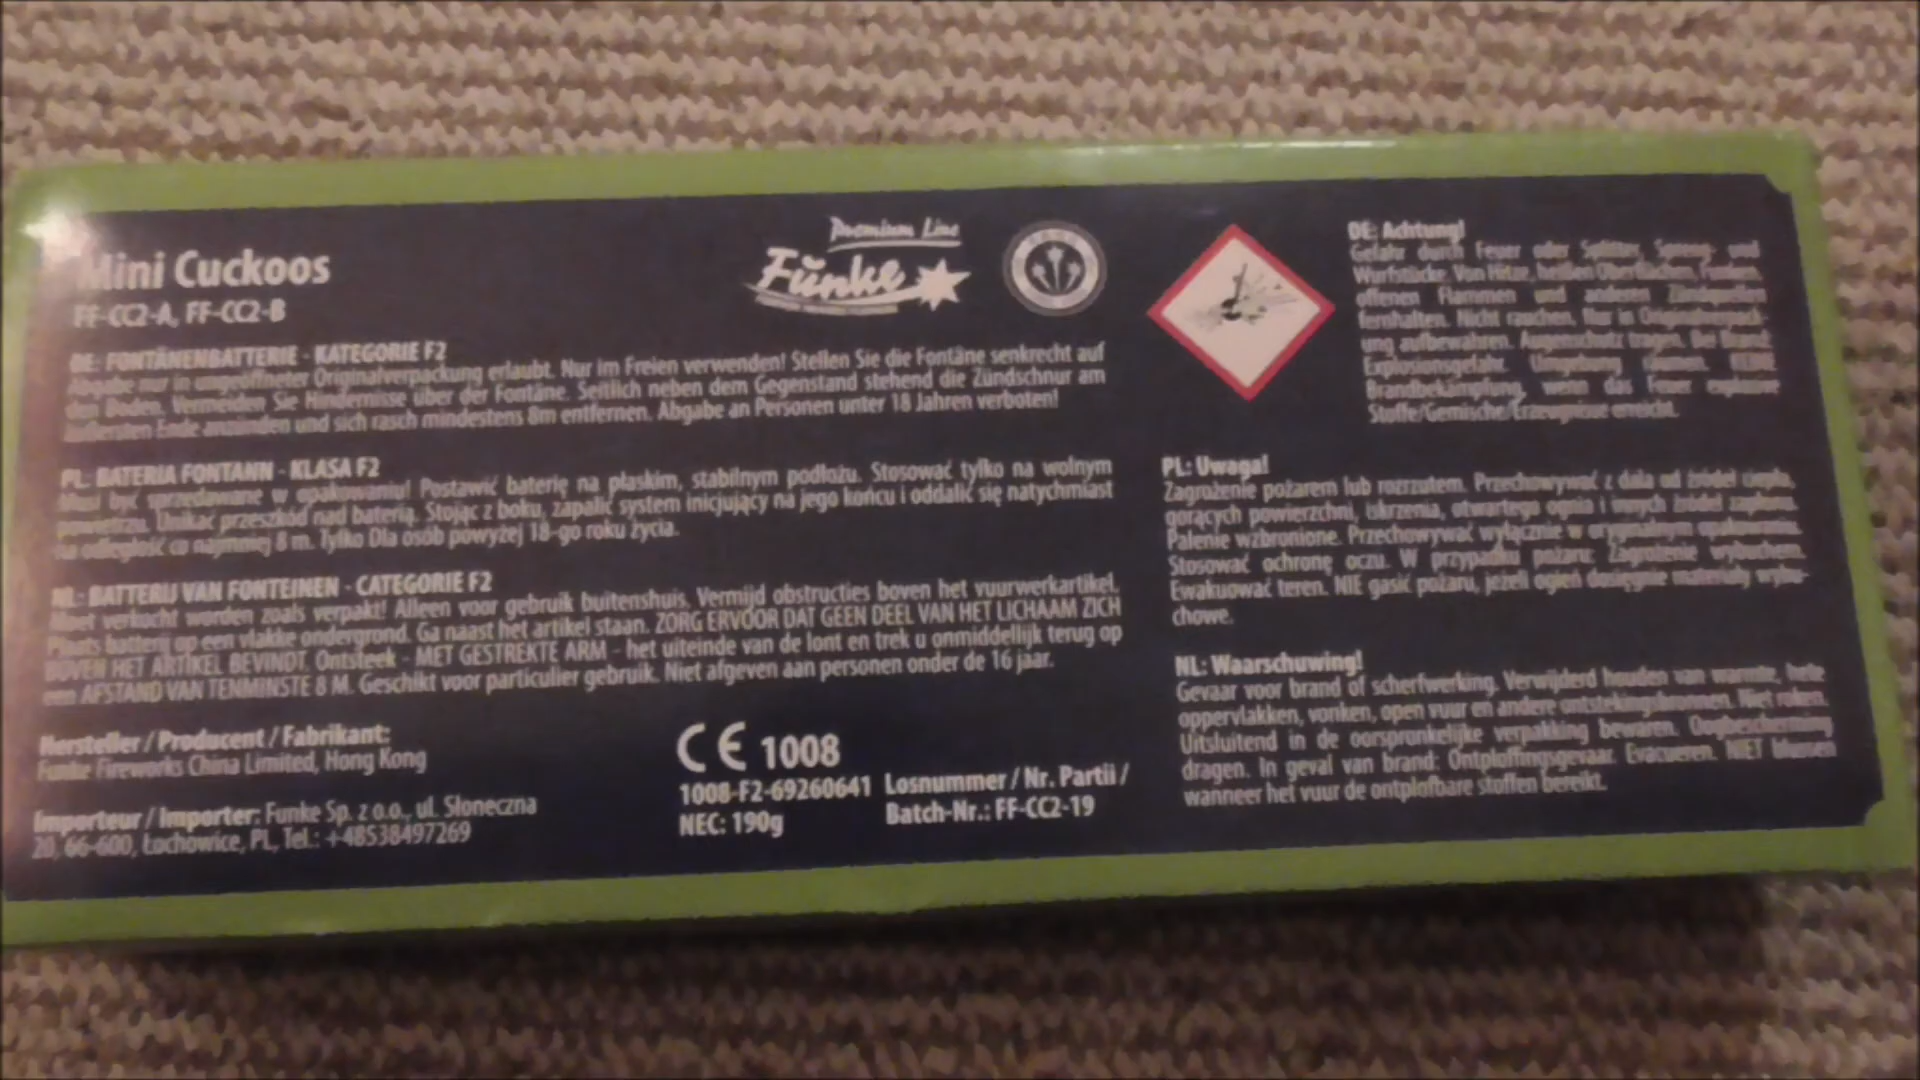 Mini Cuckoos
FF-CC2-A, FF-CC2-B
Premium Line
Funke
DE: FONTÄNENBATTERIE - KATEGORIE F2
Abgabe nur in ungeöffneter Originalverpackung erlaubt. Nur im Freien verwenden! Stellen Sie die Fontäne senkrecht auf
den Boden. Vermeiden Sie Hindernisse über der Fontäne. Seitlich neben dem Gegenstand stehend die Zündschnur am
äußersten Ende anzünden und sich rasch mindestens 8m entfernen. Abgabe an Personen unter 18 Jahren verboten!
PL: BATERIA FONTANN - KLASA F2
Musi być sprzedawane w opakowaniu! Postawić baterię na płaskim, stabilnym podłożu. Stosować tylko na wolnym
powietrzu. Unikać przeszkód nad baterią. Stojąc z boku, zapalić system inicjujący na jego końcu i oddalić się natychmiast
na odległość co najmniej 8 m. Tylko Dla osób powyżej 18-go roku życia.
NL: BATTERIJ VAN FONTEINEN - CATEGORIE F2
Moet verkocht worden zoals verpakt! Alleen voor gebruik buitenshuis. Vermijd obstructies boven het vuurwerkartikel.
Plaats batterij op een vlakke ondergrond. Ga naast het artikel staan. ZORG ERVOOR DAT GEEN DEEL VAN HET LICHAAM ZICH
BOVEN HET ARTIKEL BEVINDT. Ontsteek - MET GESTREKTE ARM - het uiteinde van de lont en trek u onmiddellijk terug op
een AFSTAND VAN TENMINSTE 8 M. Geschikt voor particulier gebruik. Niet afgeven aan personen onder de 16 jaar.
Hersteller / Producent / Fabrikant:
Funke Fireworks China Limited, Hong Kong
Importeur / Importer: Funke Sp. z o.o., ul. Słoneczna
20, 66-600, Łochowice, PL, Tel.: +48538497269
CE 1008
1008-F2-69260641
NEC: 190g
Losnummer / Nr. Partii /
Batch-Nr.: FF-CC2-19
DE: Achtung!
Gefahr durch Feuer oder Splitter, Spreng- und
Wurfstücke. Von Hitze, heißen Oberflächen, Funken,
offenen Flammen und anderen Zündquellen
fernhalten. Nicht rauchen. Nur in Originalverpack-
ung aufbewahren. Augenschutz tragen. Bei Brand:
Explosionsgefahr. Umgebung räumen. KEINE
Brandbekämpfung, wenn das Feuer explosive
Stoffe/Gemische/Erzeugnisse erreicht.
PL: Uwaga!
Zagrożenie pożarem lub rozrzutem. Przechowywać z dala od źródeł ciepła,
gorących powierzchni, iskrzenia, otwartego ognia i innych źródeł zapłonu.
Palenie wzbronione. Przechowywać wyłącznie w oryginalnym opakowaniu.
Stosować ochronę oczu. W przypadku pożaru: Zagrożenie wybuchem.
Ewakuować teren. NIE gasić pożaru, jeżeli ogień dosięgnie materiały wybu-
chowe.
NL: Waarschuwing!
Gevaar voor brand of scherfwerking. Verwijderd houden van warmte, hete
oppervlakken, vonken, open vuur en andere ontstekingsbronnen. Niet roken.
Uitsluitend in de oorspronkelijke verpakking bewaren. Oogbescherming
dragen. In geval van brand: Ontploffingsgevaar. Evacueren. NIET blussen
wanneer het vuur de ontplofbare stoffen bereikt.